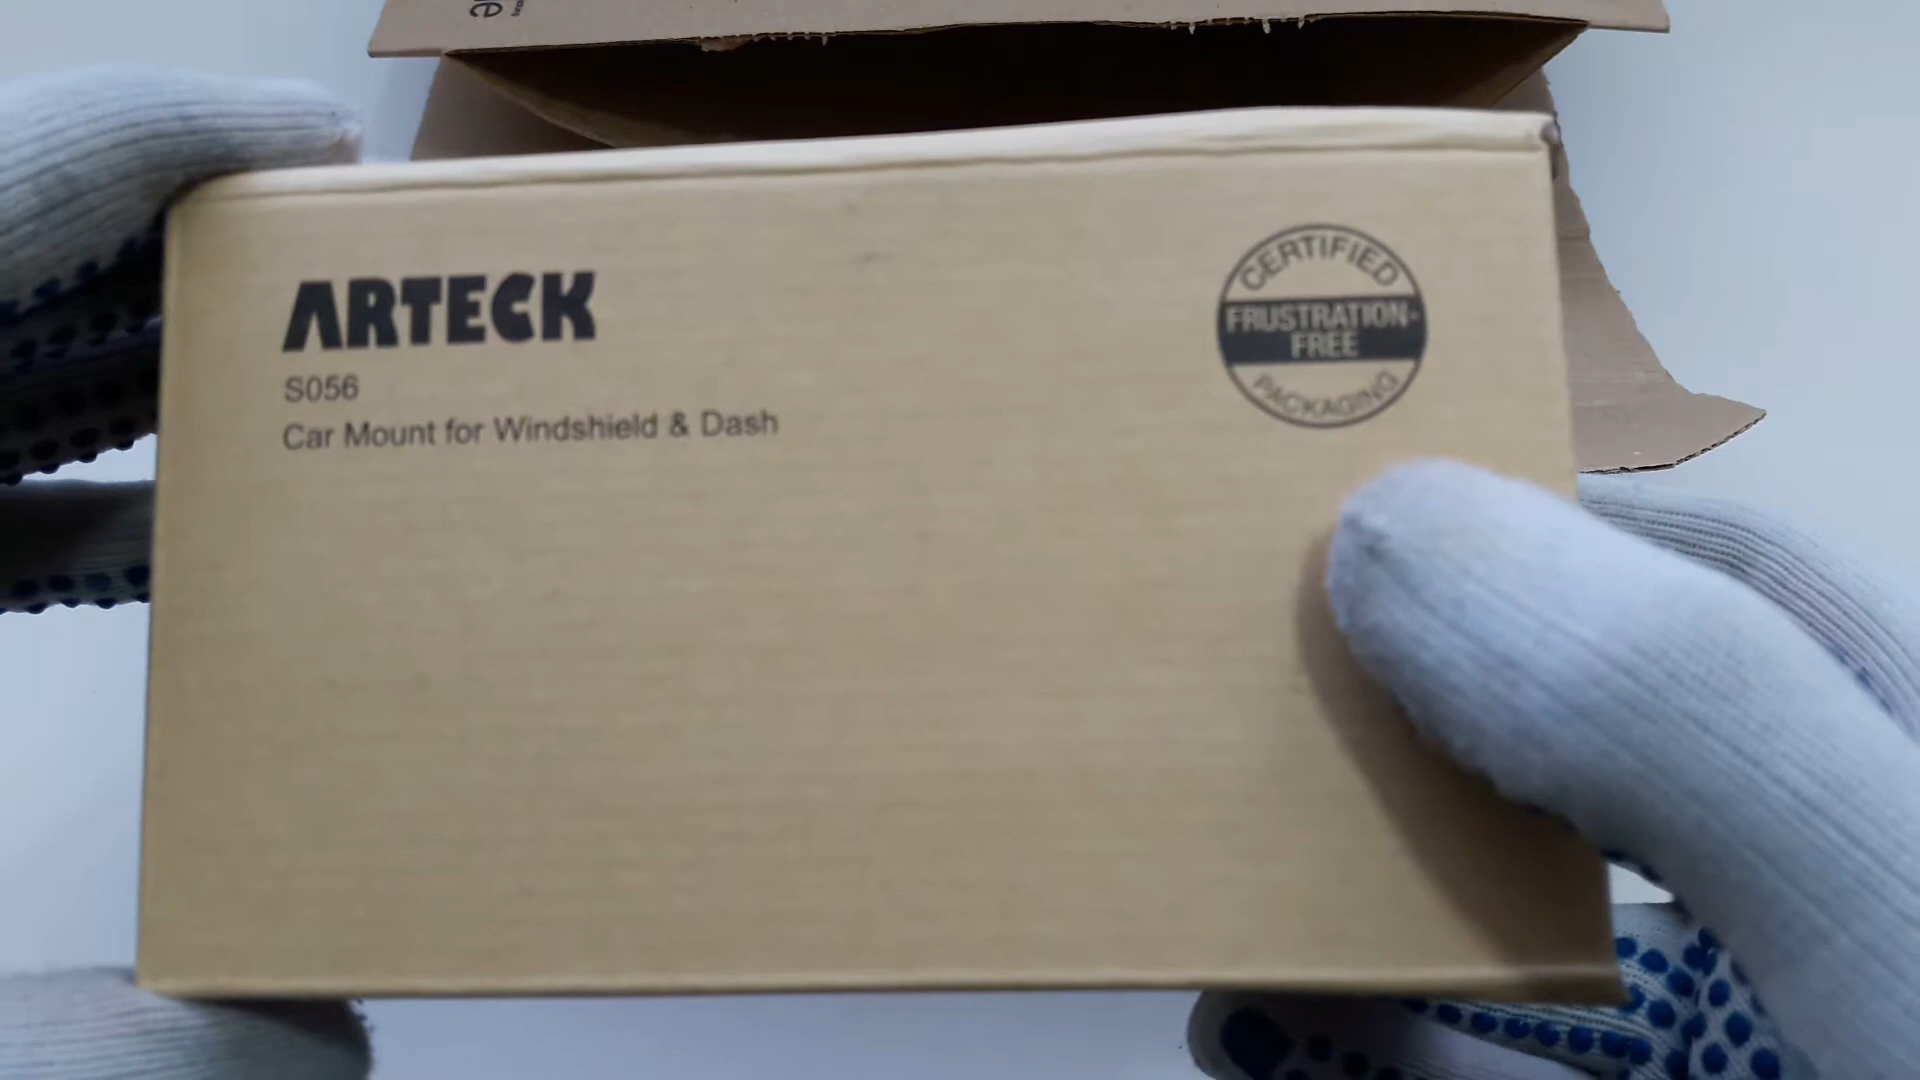 ARTECK
S056
Car Mount for Windshield & Dash
CERTIFIED
FRUSTRATION-
FREE
PACKAGING